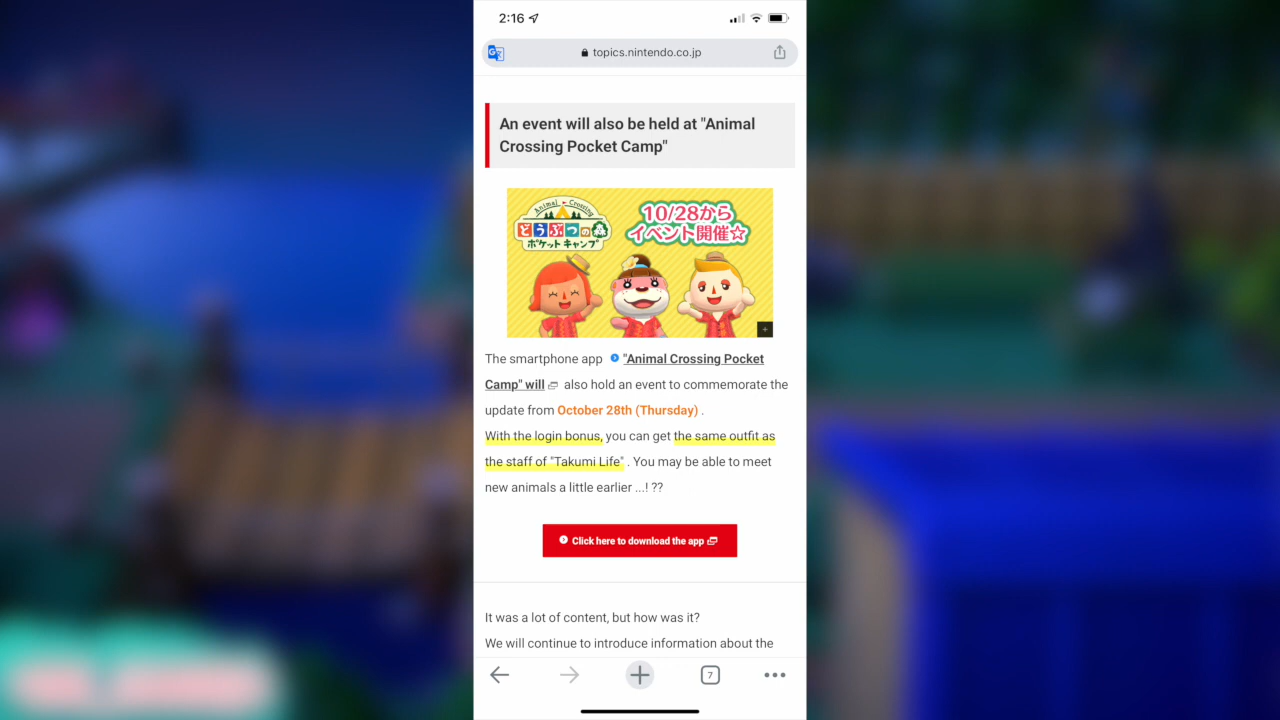 2:16
topics.nintendo.co.jp
An event will also be held at "Animal
Crossing Pocket Camp"
Animal Crossing
どうぶつの
ポケット キャンプ
10/28から
イベント開催☆
The smartphone app "Animal Crossing Pocket
Camp" will also hold an event to commemorate the
update from October 28th (Thursday) .
With the login bonus, you can get the same outfit as
the staff of "Takumi Life" . You may be able to meet
new animals a little earlier ...! ??
Click here to download the app
It was a lot of content, but how was it?
We will continue to introduce information about the
7